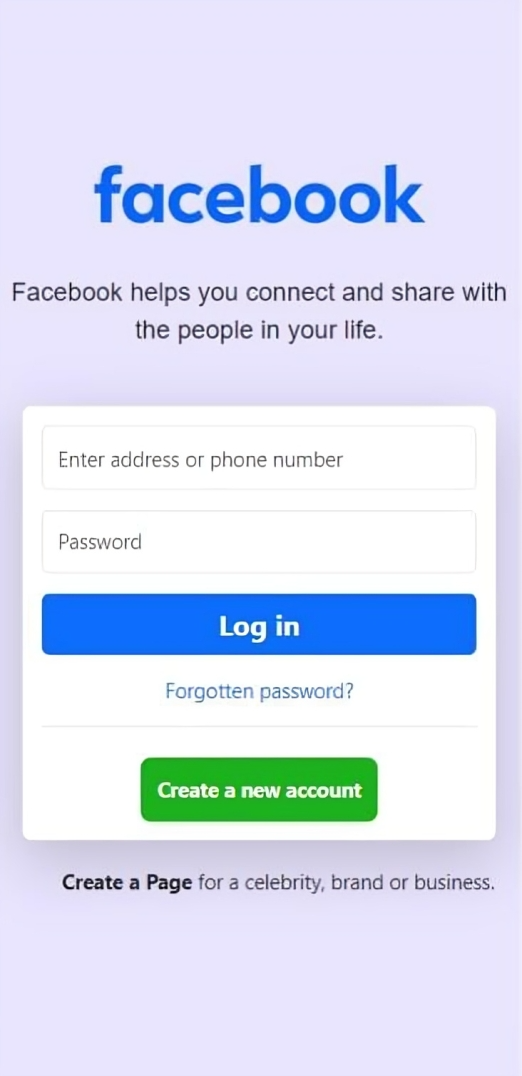 facebook
Facebook helps you connect and share with
the people in your life.
Enter address or phone number
Password
Log in
Forgotten password?
Create a new account
Create a Page for a celebrity, brand or business.